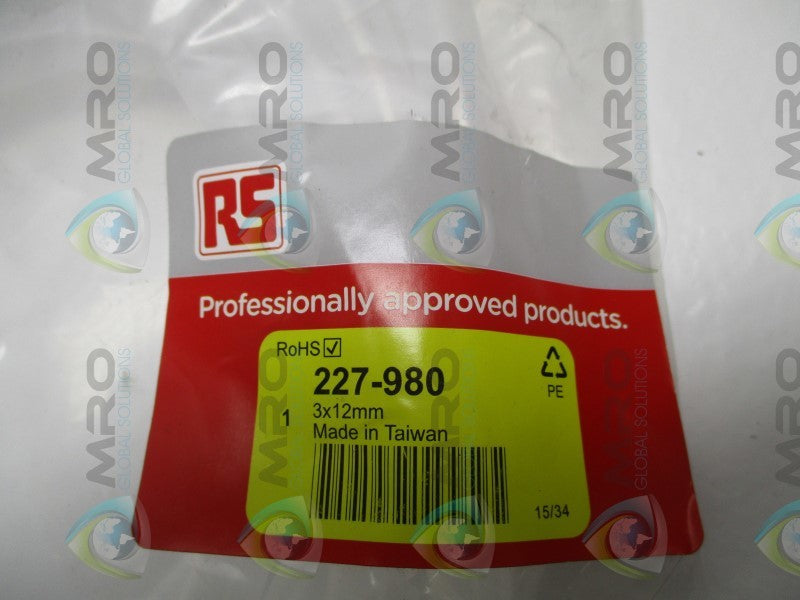 RS
Professionally approved products.
RoHS
227-980
PE
1
3x12mm
Made in Taiwan
15/34
MRO
GLOBAL SOLUTIONS